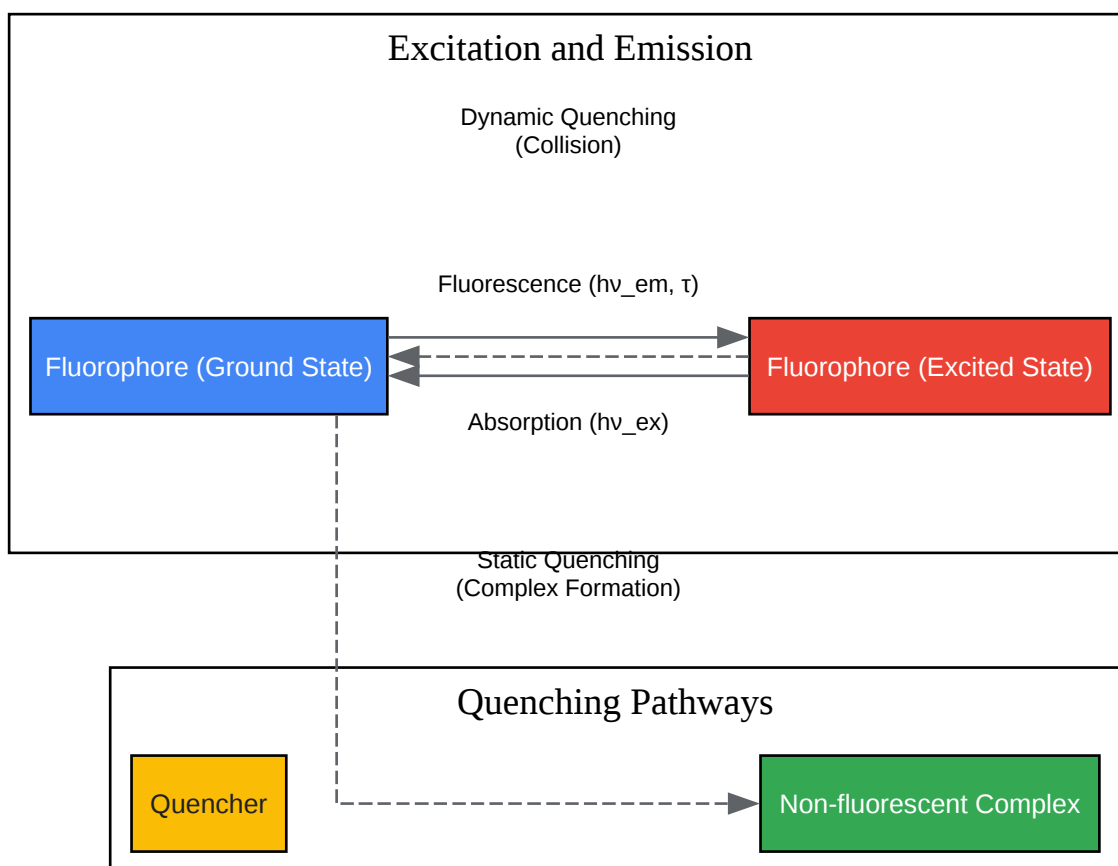 Excitation and Emission
Dynamic Quenching
(Collision)
Fluorescence (hν_em, τ)
Fluorophore (Ground State)
Fluorophore (Excited State)
Absorption (hν_ex)
Static Quenching
(Complex Formation)
Quenching Pathways
Quencher
Non-fluorescent Complex